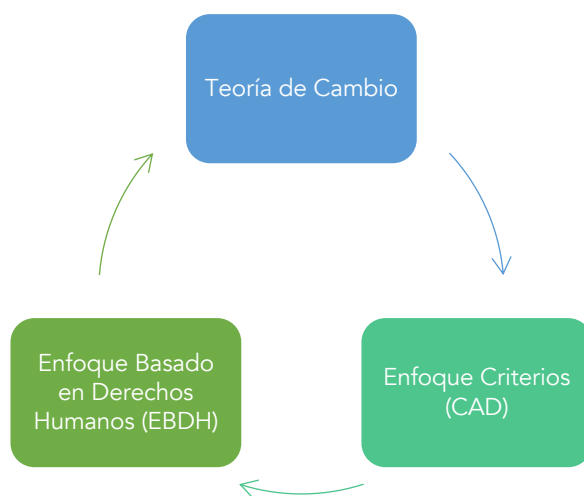 Teoría de Cambio
Enfoque Basado
en Derechos
Humanos (EBDH)
Enfoque Criterios
(CAD)